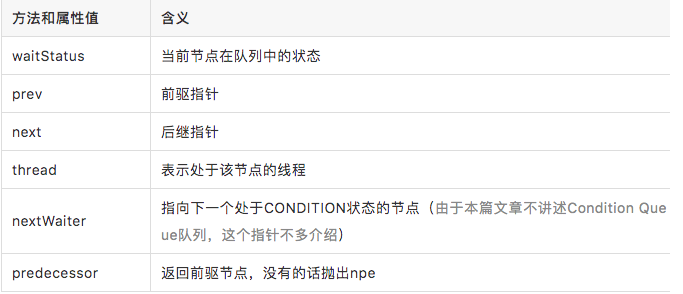 方法和属性值 含义
waitStatus 当前节点在队列中的状态
prev 前驱指针
next 后继指针
thread 表示处于该节点的线程
nextWaiter 指向下一个处于CONDITION状态的节点（由于本篇文章不讲述Condition Que
ue队列，这个指针不多介绍）
predecessor 返回前驱节点，没有的话抛出npe